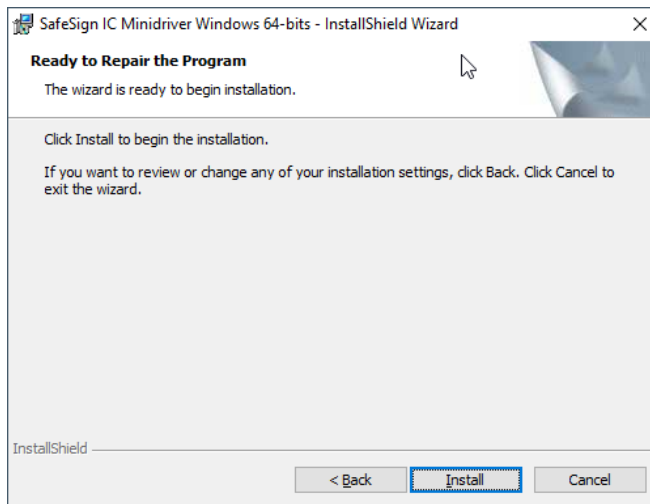 SafeSign IC Minidriver Windows 64-bits - InstallShield Wizard
Ready to Repair the Program
The wizard is ready to begin installation.
Click Install to begin the installation.
If you want to review or change any of your installation settings, click Back. Click Cancel to
exit the wizard.
InstallShield
< Back
Install
Cancel